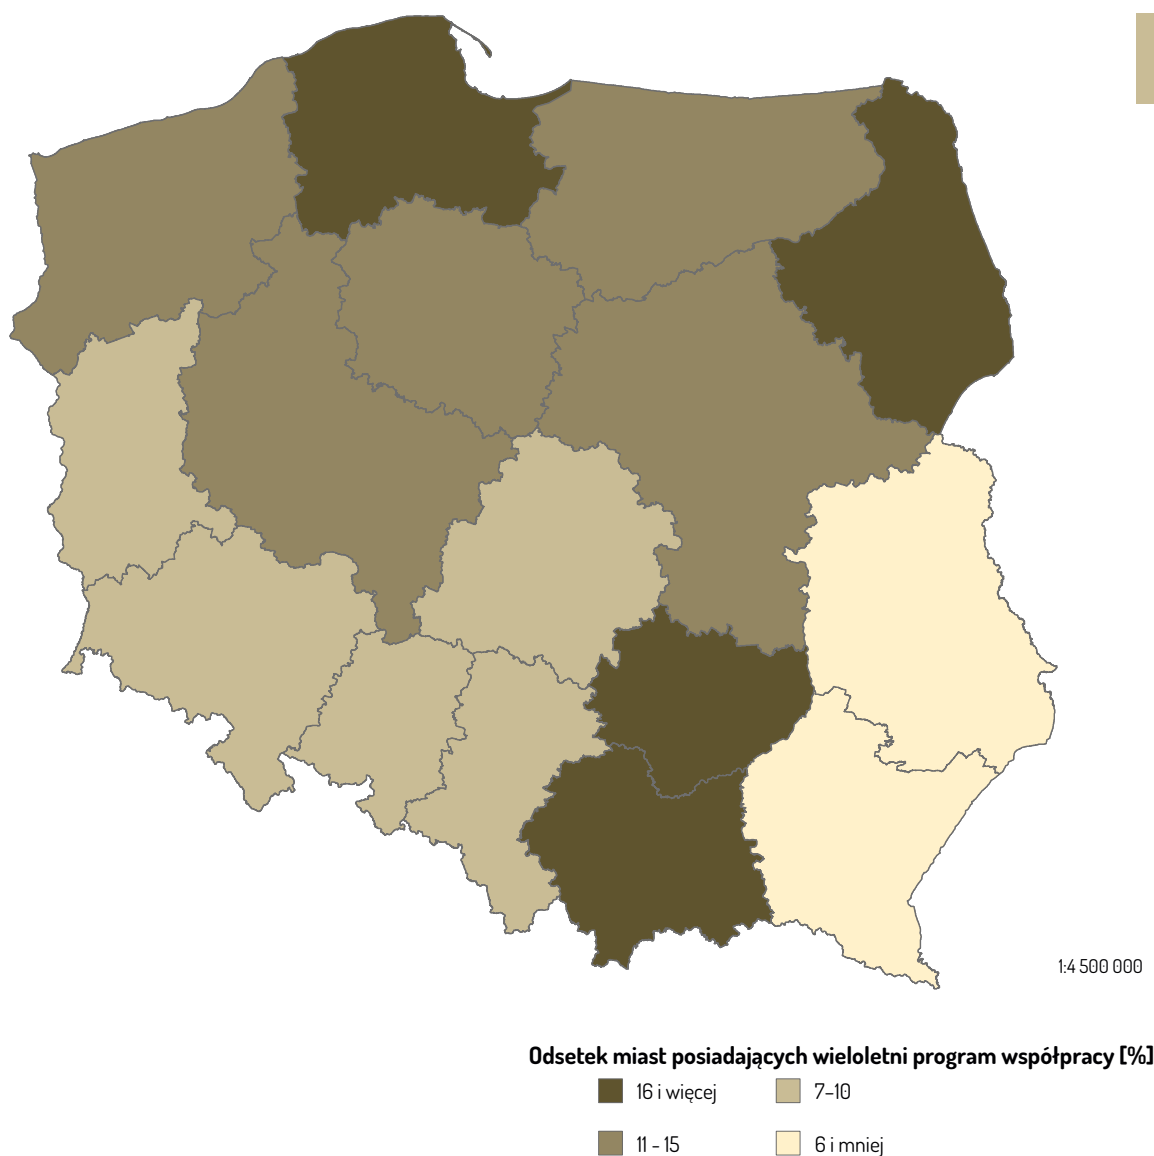 1:4 500 000
Odsetek miast posiadających wieloletni program współpracy [%]
16 i więcej
7–10
11 - 15
6 i mniej